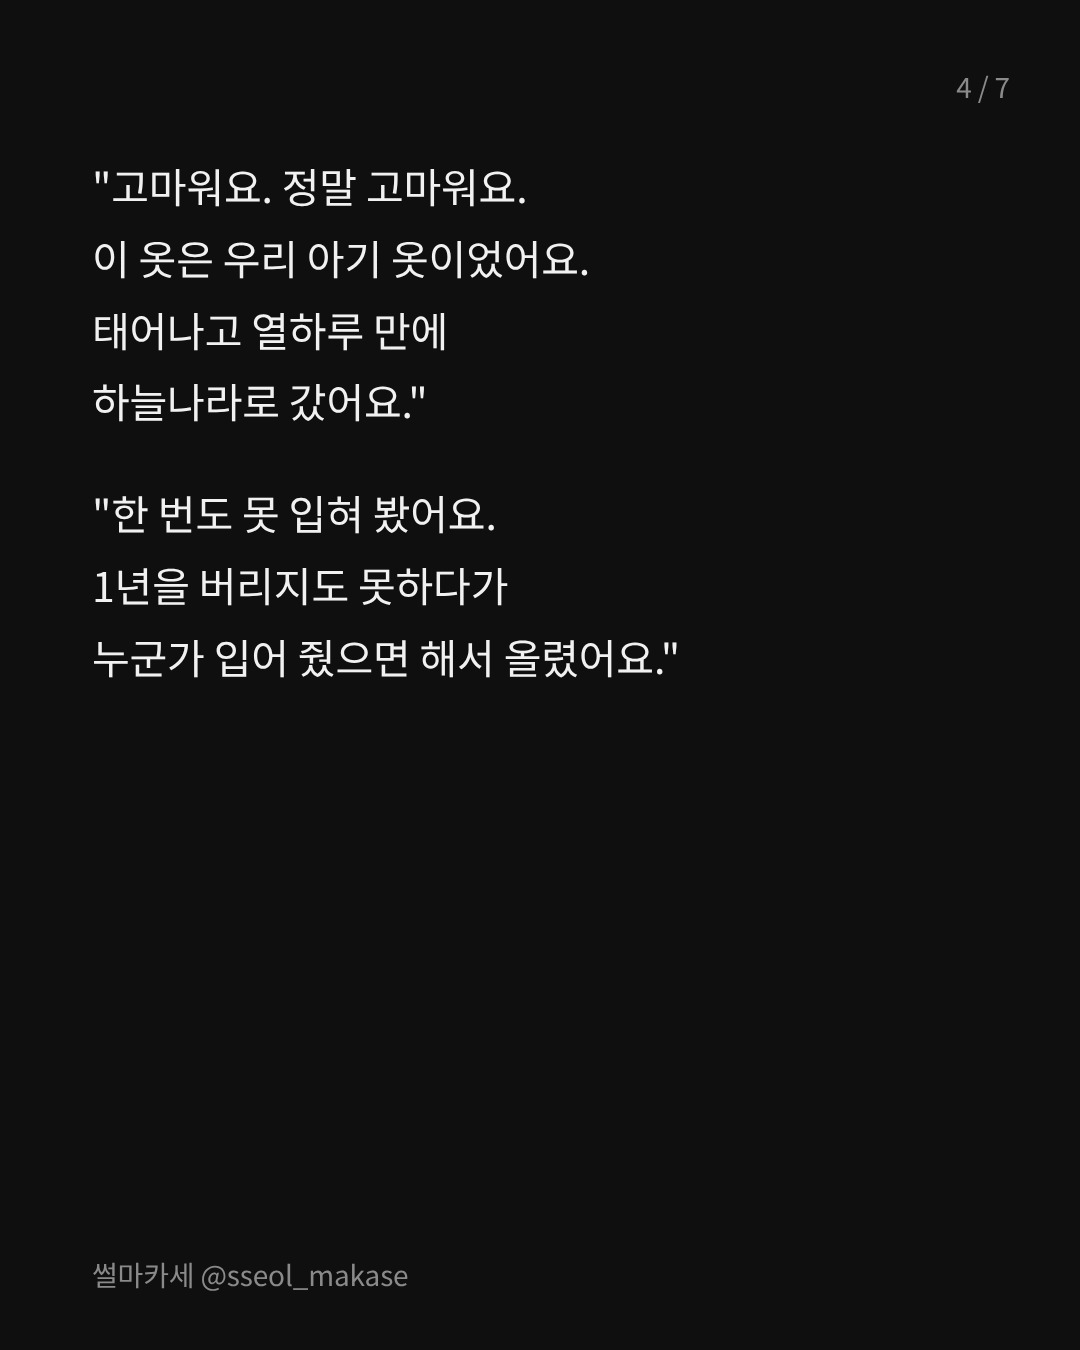 4 / 7
"고마워요. 정말 고마워요.
이 옷은 우리 아기 옷이었어요.
태어나고 열하루 만에
하늘나라로 갔어요."
"한 번도 못 입혀 봤어요.
1년을 버리지도 못하다가
누군가 입어 줬으면 해서 올렸어요."
썰마카세 @sseol_makase